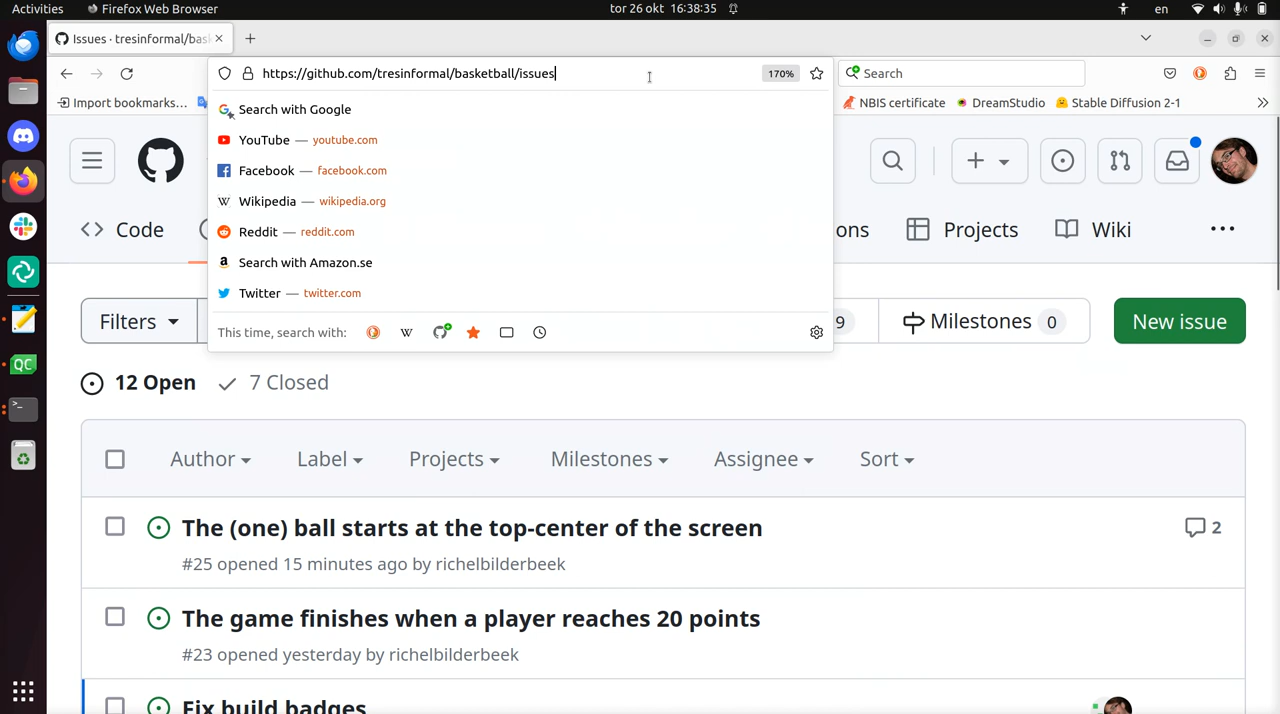 Activities Firefox Web Browser tor 26 okt 16:38:35 en
Issues · tresinformal/bas
https://github.com/tresinformal/basketball/issues 170% Search
Import bookmarks... NBIS certificate DreamStudio Stable Diffusion 2-1
Search with Google
YouTube — youtube.com
Facebook — facebook.com
Wikipedia — wikipedia.org
Reddit — reddit.com
Search with Amazon.se
Twitter — twitter.com
This time, search with:
Code ons Projects Wiki
Filters 9 Milestones 0 New issue
12 Open 7 Closed
Author Label Projects Milestones Assignee Sort
The (one) ball starts at the top-center of the screen 2
#25 opened 15 minutes ago by richelbilderbeek
The game finishes when a player reaches 20 points
#23 opened yesterday by richelbilderbeek
Fix build badges
QC